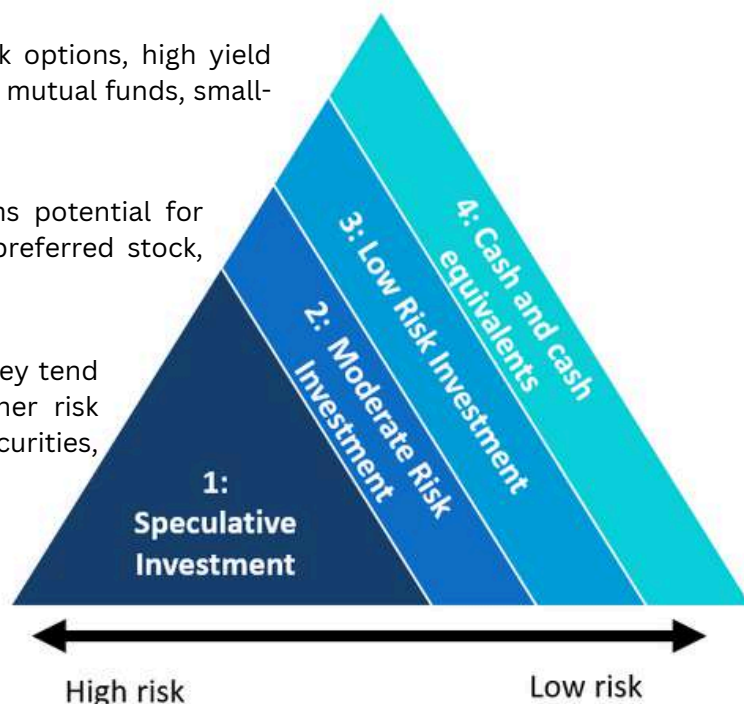 k options, high yield
mutual funds, small-
ns potential for
preferred stock,
ey tend
ner risk
curities,
4: Cash and cash
equivalents
3: Low Risk Investment
2: Moderate Risk
Investment
1:
Speculative
Investment
High risk
Low risk